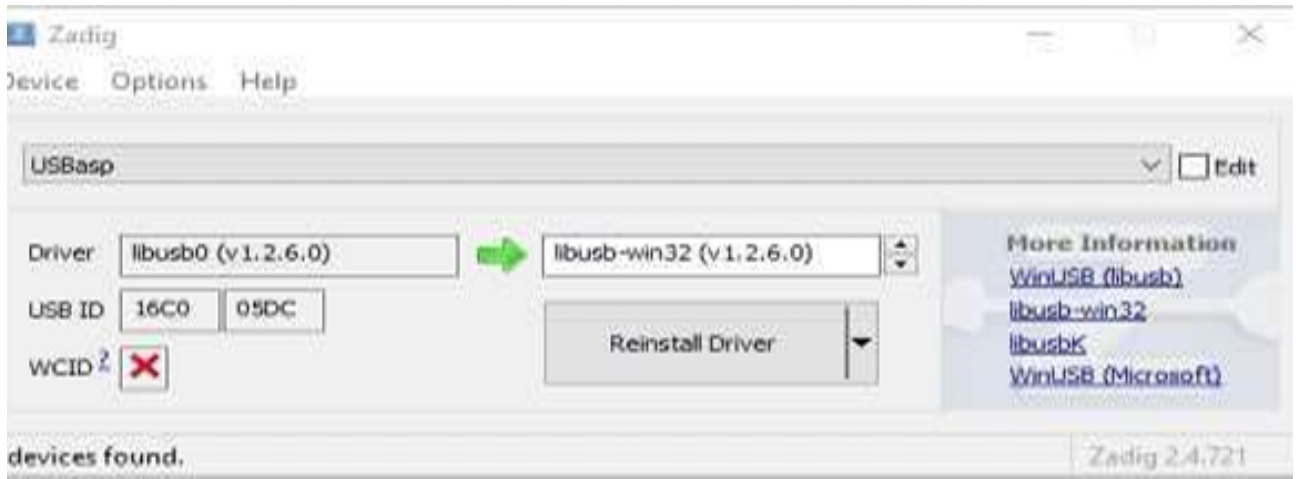 Zadig
Device Options Help
USBasp
Edit
Driver libusb0 (v1.2.6.0) libusb-win32 (v1.2.6.0)
USB ID 16C0 05DC
WCID ?
Reinstall Driver
More Information
WinUSB (libusb)
libusb-win32
libusbK
WinUSB (Microsoft)
devices found.
Zadig 2.4.721